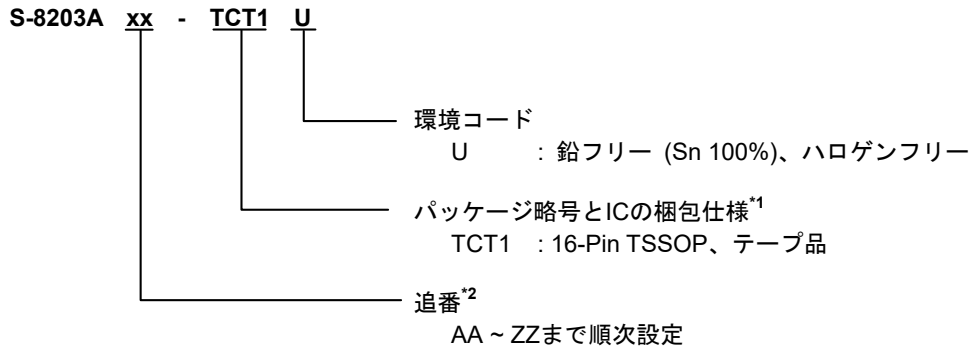 S-8203A xx - TCT1 U
環境コード
U : 鉛フリー (Sn 100%)、ハロゲンフリー
パッケージ略号とICの梱包仕様*1
TCT1 : 16-Pin TSSOP、テープ品
追番*2
AA ~ ZZまで順次設定